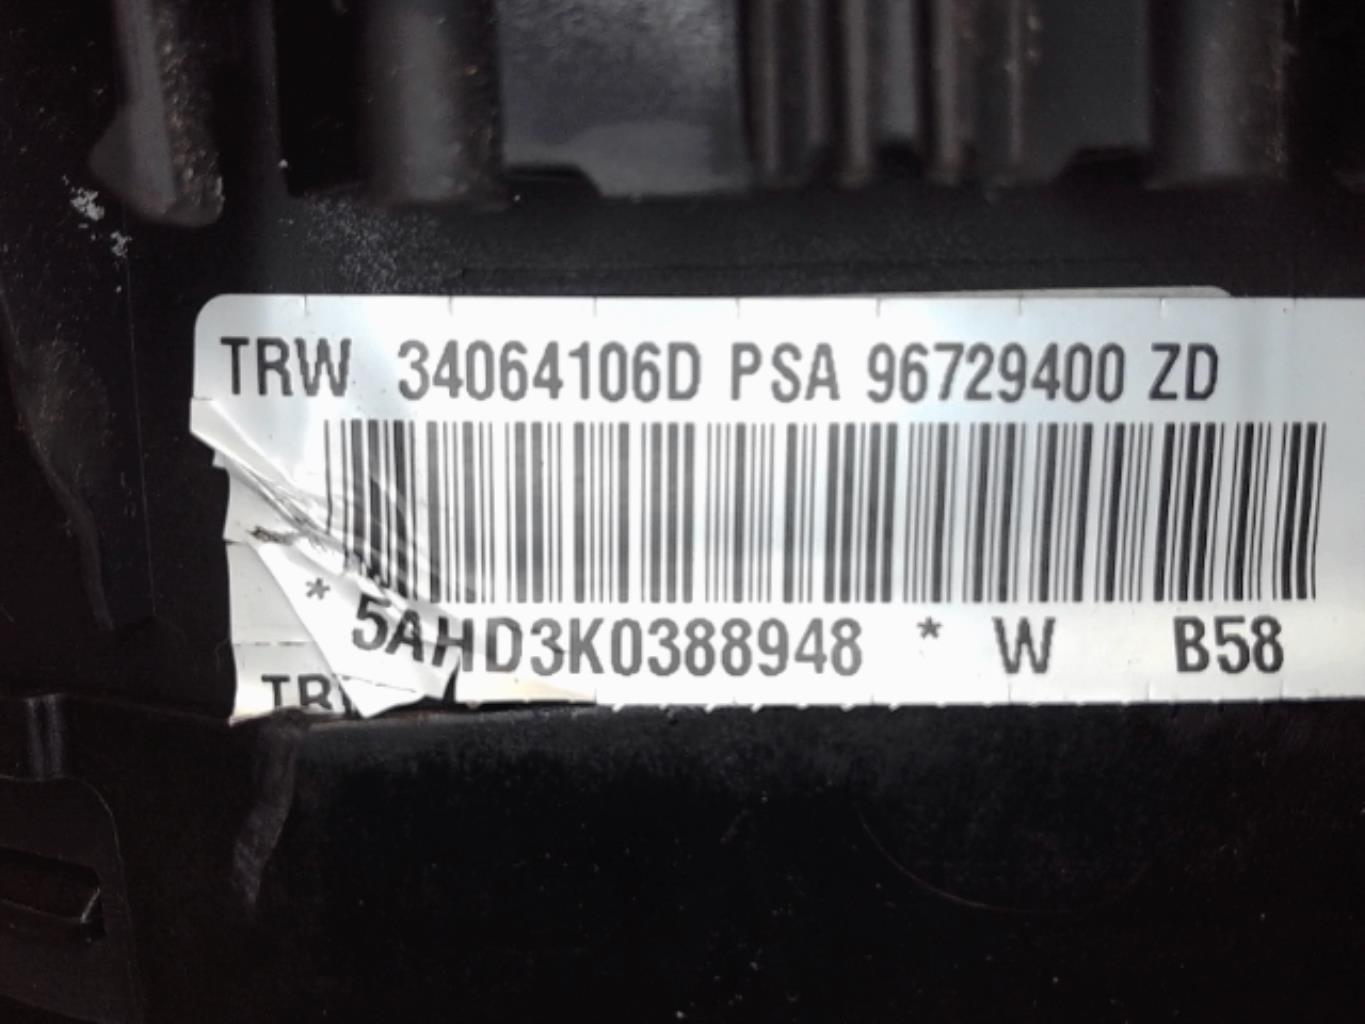 TRW 34064106D PSA 96729400 ZD
* 5AHD3K0388948 * W B58